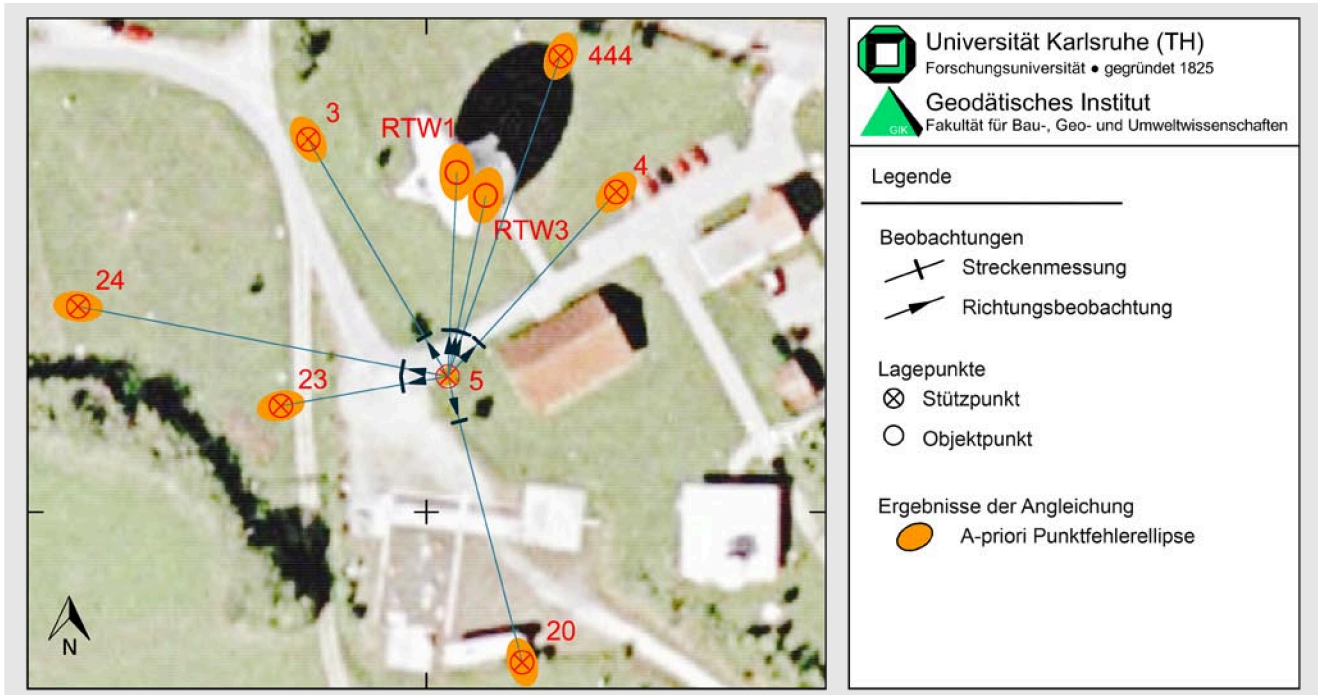 444
3
RTW1
4
RTW3
24
23
5
20
N
Universität Karlsruhe (TH)
Forschungsuniversität • gegründet 1825
GIK
Geodätisches Institut
Fakultät für Bau-, Geo- und Umweltwissenschaften
Legende
Beobachtungen
Streckenmessung
Richtungsbeobachtung
Lagepunkte
Stützpunkt
Objektpunkt
Ergebnisse der Angleichung
A-priori Punktfehlerellipse